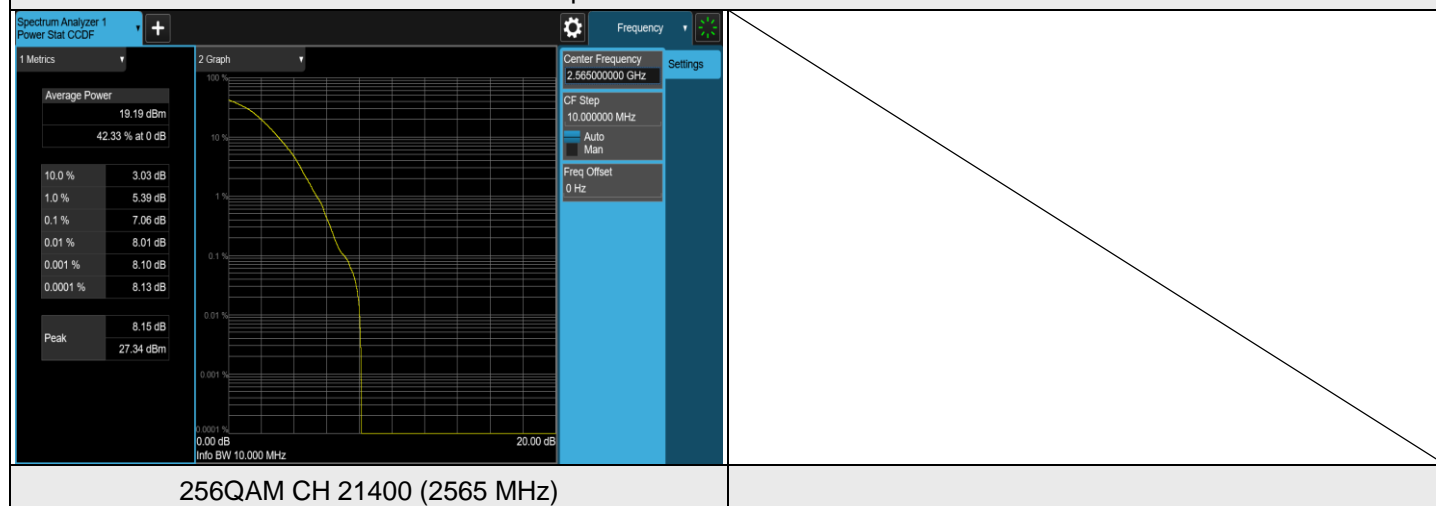 Spectrum Analyzer 1
Power Stat CCDF
+
Frequency
1 Metrics
2 Graph
Center Frequency
2.565000000 GHz
Settings
CF Step
10.000000 MHz
Auto
Man
Freq Offset
0 Hz
Average Power
19.19 dBm
42.33 % at 0 dB
10.0 % 3.03 dB
1.0 % 5.39 dB
0.1 % 7.06 dB
0.01 % 8.01 dB
0.001 % 8.10 dB
0.0001 % 8.13 dB
Peak
8.15 dB
27.34 dBm
100 %
10 %
1 %
0.1 %
0.01 %
0.001 %
0.0001 %
0.00 dB 20.00 dB
Info BW 10.000 MHz
256QAM CH 21400 (2565 MHz)